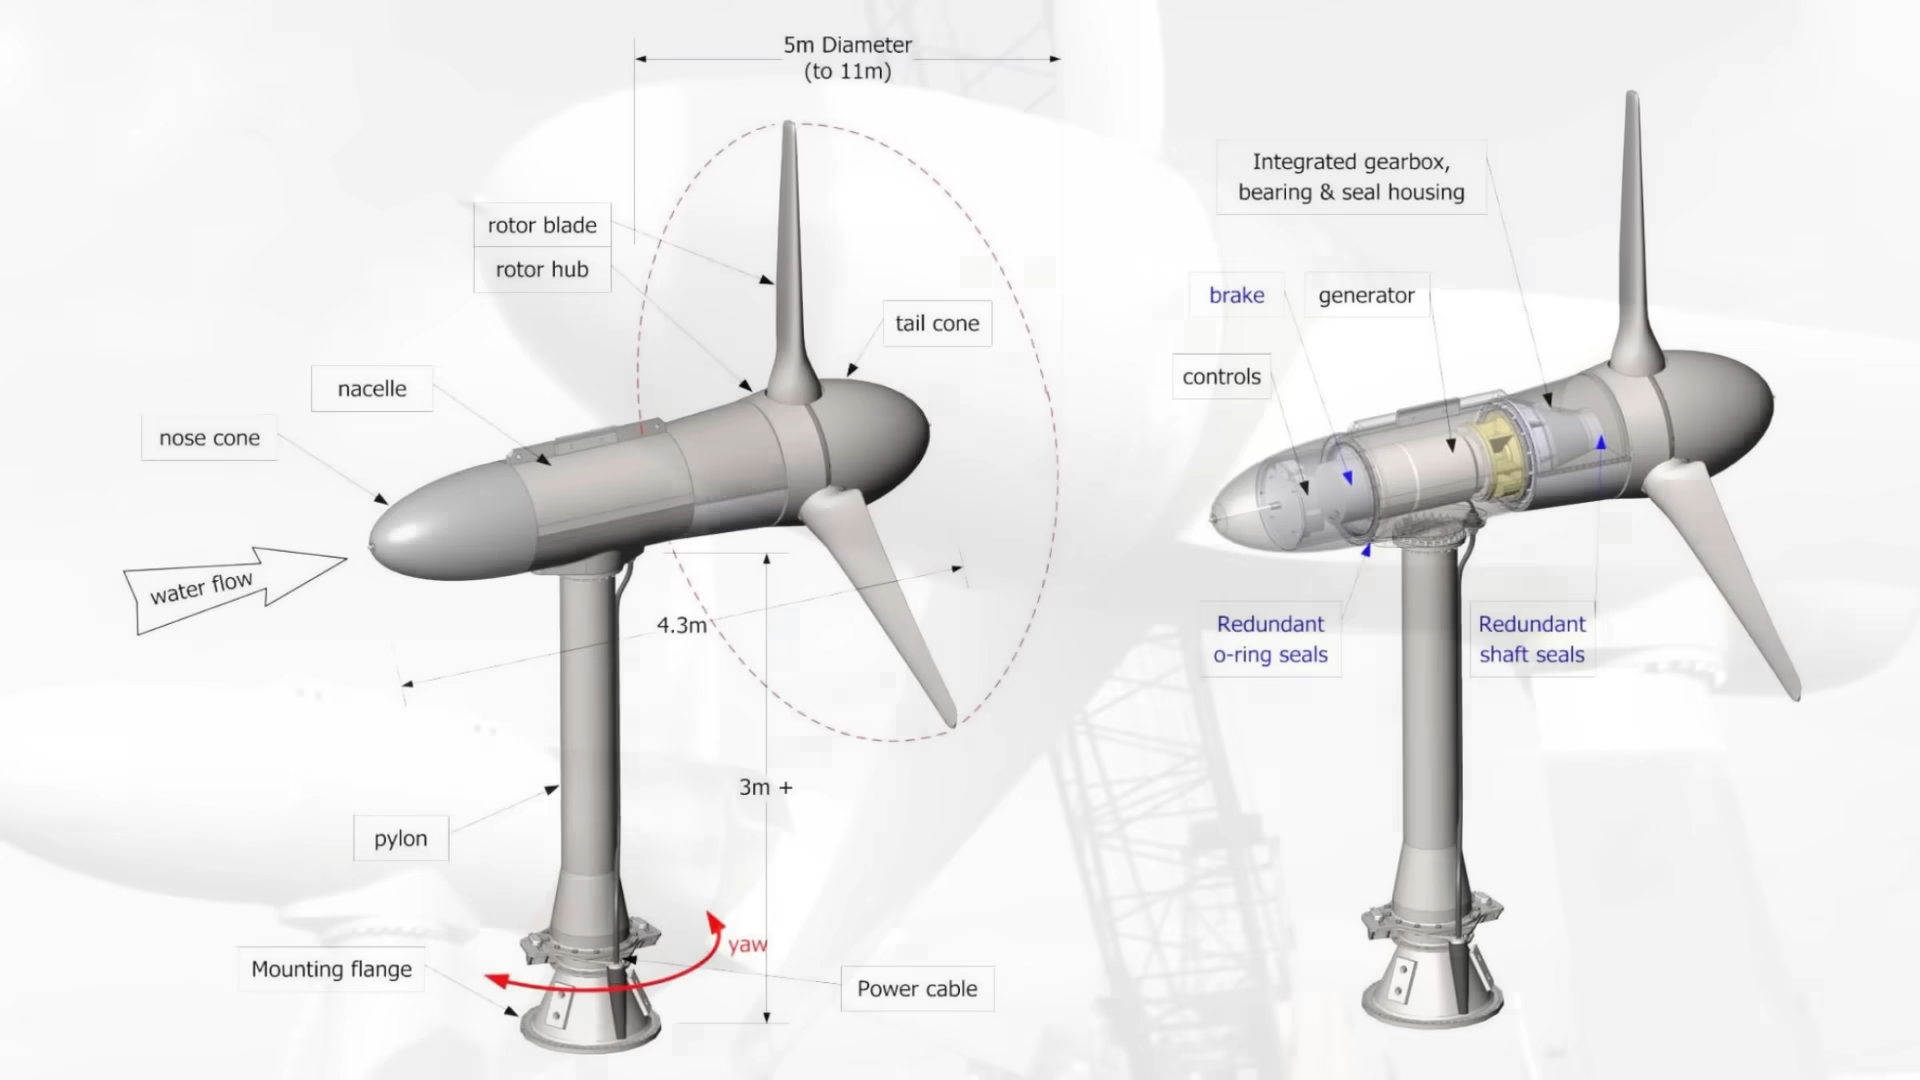 5m Diameter
(to 11m)
rotor blade
rotor hub
tail cone
nacelle
nose cone
water flow
4.3m
3m +
pylon
yaw
Mounting flange
Power cable
Integrated gearbox,
bearing & seal housing
brake
generator
controls
Redundant
o-ring seals
Redundant
shaft seals